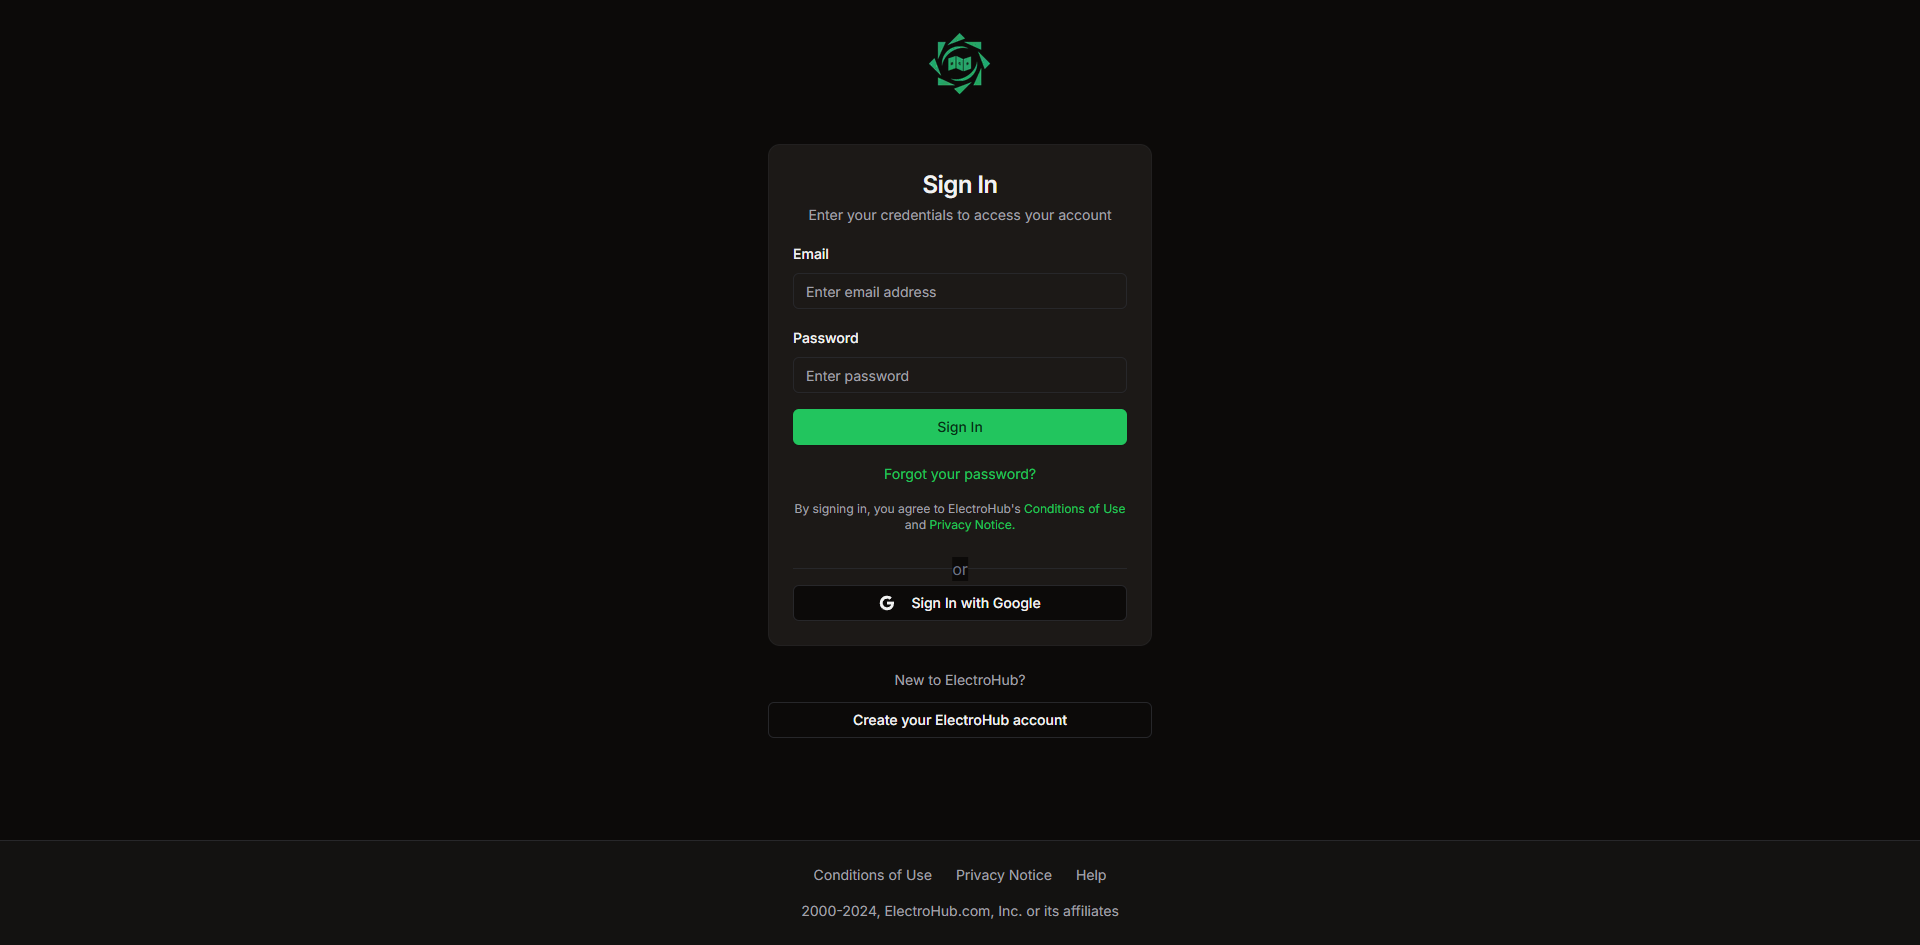 Sign In
Enter your credentials to access your account
Email
Enter email address
Password
Enter password
Sign In
Forgot your password?
By signing in, you agree to ElectroHub's Conditions of Use
and Privacy Notice.
or
Sign In with Google
New to ElectroHub?
Create your ElectroHub account
Conditions of Use Privacy Notice Help
2000-2024, ElectroHub.com, Inc. or its affiliates